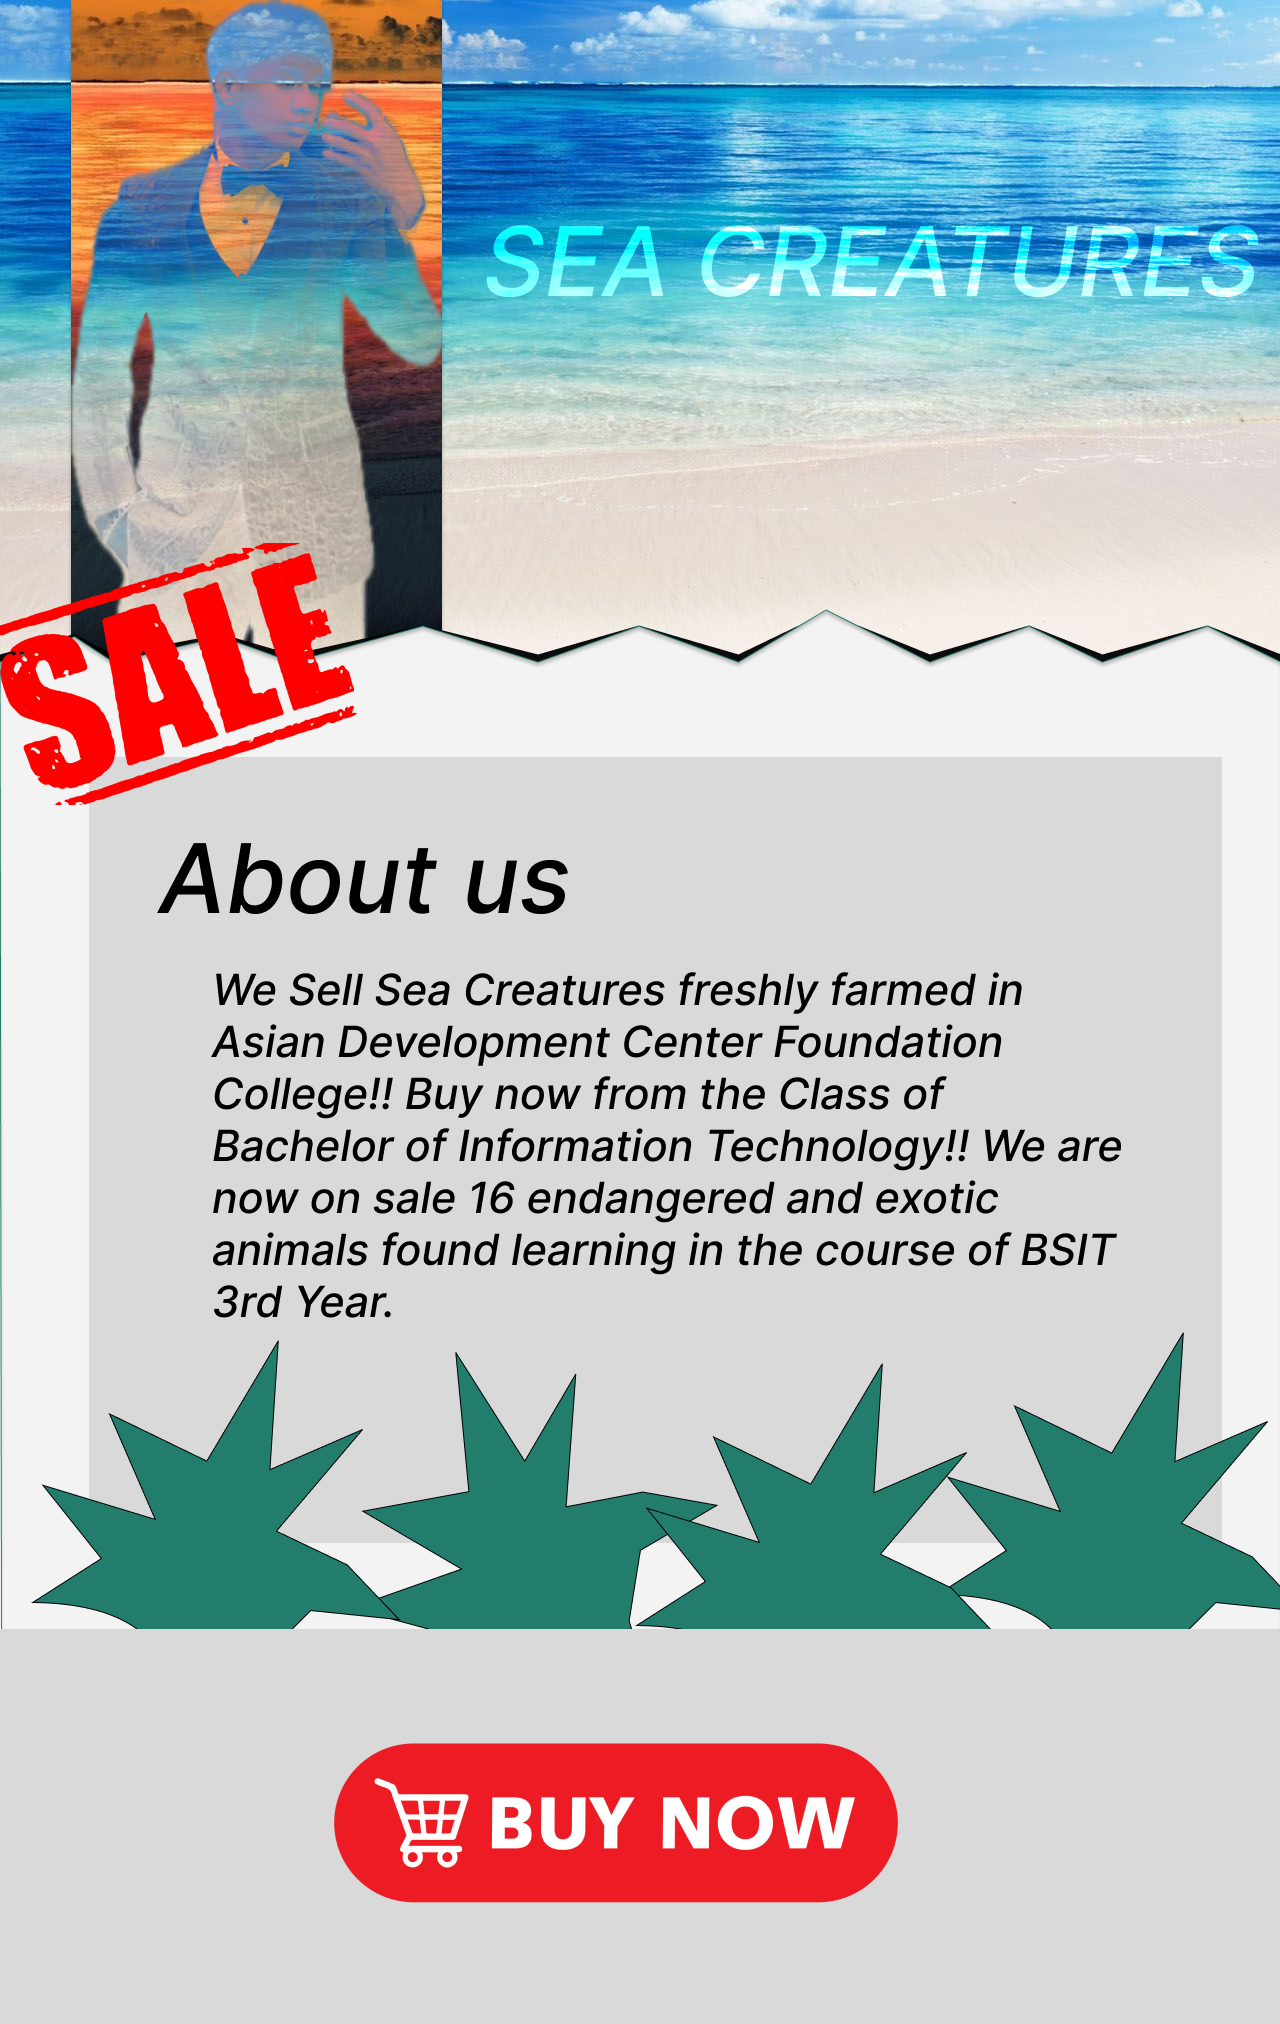 SEA CREATURES
SALE
About us
We Sell Sea Creatures freshly farmed in
Asian Development Center Foundation
College!! Buy now from the Class of
Bachelor of Information Technology!! We are
now on sale 16 endangered and exotic
animals found learning in the course of BSIT
3rd Year.
BUY NOW